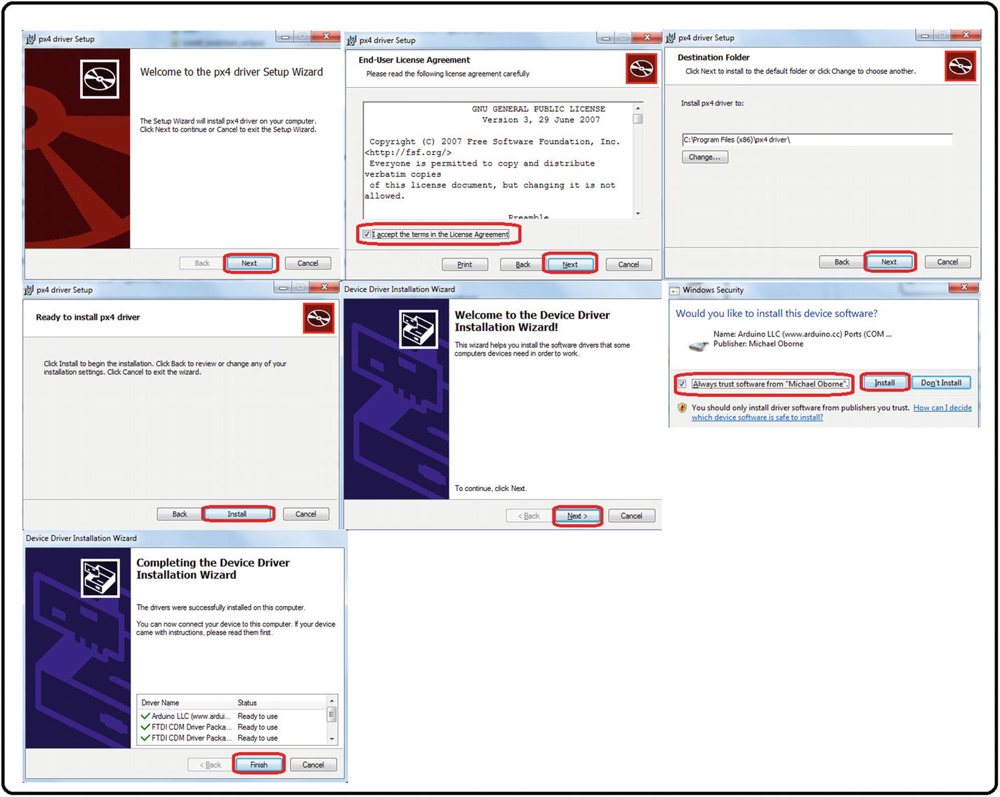 px4 driver Setup
Welcome to the px4 driver Setup Wizard
The Setup Wizard will install px4 driver on your computer.
Click Next to continue or Cancel to exit the Setup Wizard.
Back
Next
Cancel
px4 driver Setup
End-User License Agreement
Please read the following license agreement carefully
GNU GENERAL PUBLIC LICENSE
Version 3, 29 June 2007
Copyright (C) 2007 Free Software Foundation, Inc.
<http://fsf.org/>
Everyone is permitted to copy and distribute
verbatim copies
of this license document, but changing it is not
allowed.
Preamble
I accept the terms in the License Agreement
Print
Back
Next
Cancel
px4 driver Setup
Destination Folder
Click Next to install to the default folder or click Change to choose another.
Install px4 driver to:
C:\Program Files (x86)\px4 driver\
Change...
Back
Next
Cancel
px4 driver Setup
Ready to install px4 driver
Click Install to begin the installation. Click Back to review or change any of your
installation settings. Click Cancel to exit the wizard.
Back
Install
Cancel
Device Driver Installation Wizard
Welcome to the Device Driver
Installation Wizard!
This wizard helps you install the software drivers that some
computers devices need in order to work.
To continue, click Next.
< Back
Next >
Cancel
Windows Security
Would you like to install this device software?
Name: Arduino LLC (www.arduino.cc) Ports (COM ...
Publisher: Michael Oborne
Always trust software from "Michael Oborne".
Install
Don't Install
You should only install driver software from publishers you trust. How can I decide
which device software is safe to install?
Device Driver Installation Wizard
Completing the Device Driver
Installation Wizard
The drivers were successfully installed on this computer.
You can now connect your device to this computer. If your device
came with instructions, please read them first.
Driver Name Status
Arduino LLC (www.ardui... Ready to use
FTDI CDM Driver Packa... Ready to use
FTDI CDM Driver Packa... Ready to use
< Back
Finish
Cancel